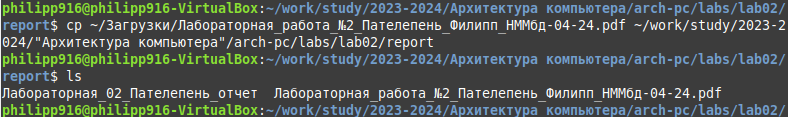 philipp916@philipp916-VirtualBox:~/work/study/2023-2024/Архитектура компьютера/arch-pc/labs/lab02/
report$ cp ~/Загрузки/Лабораторная_работа_№2_Пателепень_Филипп_НММбд-04-24.pdf ~/work/study/2023-2
024/"Архитектура компьютера"/arch-pc/labs/lab02/report
philipp916@philipp916-VirtualBox:~/work/study/2023-2024/Архитектура компьютера/arch-pc/labs/lab02/
report$ ls
Лабораторная_02_Пателепень_отчет  Лабораторная_работа_№2_Пателепень_Филипп_НММбд-04-24.pdf
philipp916@philipp916-VirtualBox:~/work/study/2023-2024/Архитектура компьютера/arch-pc/labs/lab02/